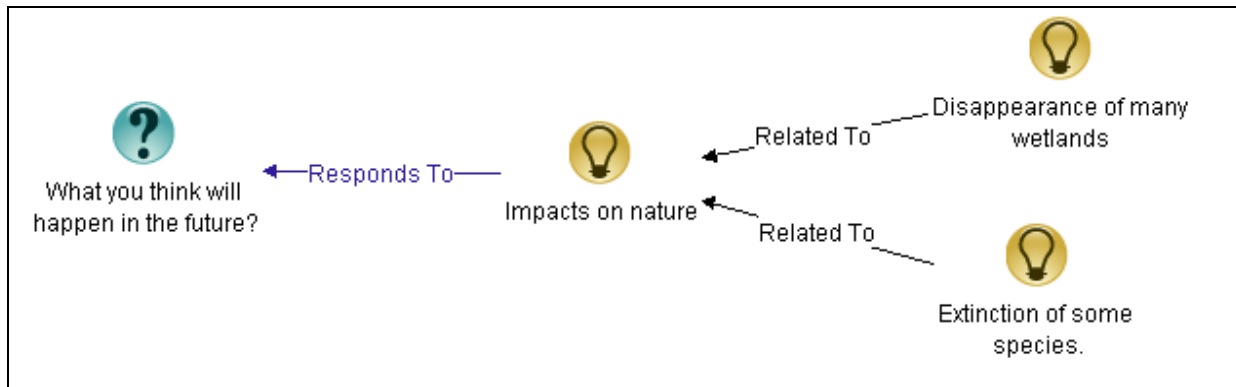 What you think will
happen in the future?
Responds To
Impacts on nature
Related To
Disappearance of many
wetlands
Related To
Extinction of some
species.